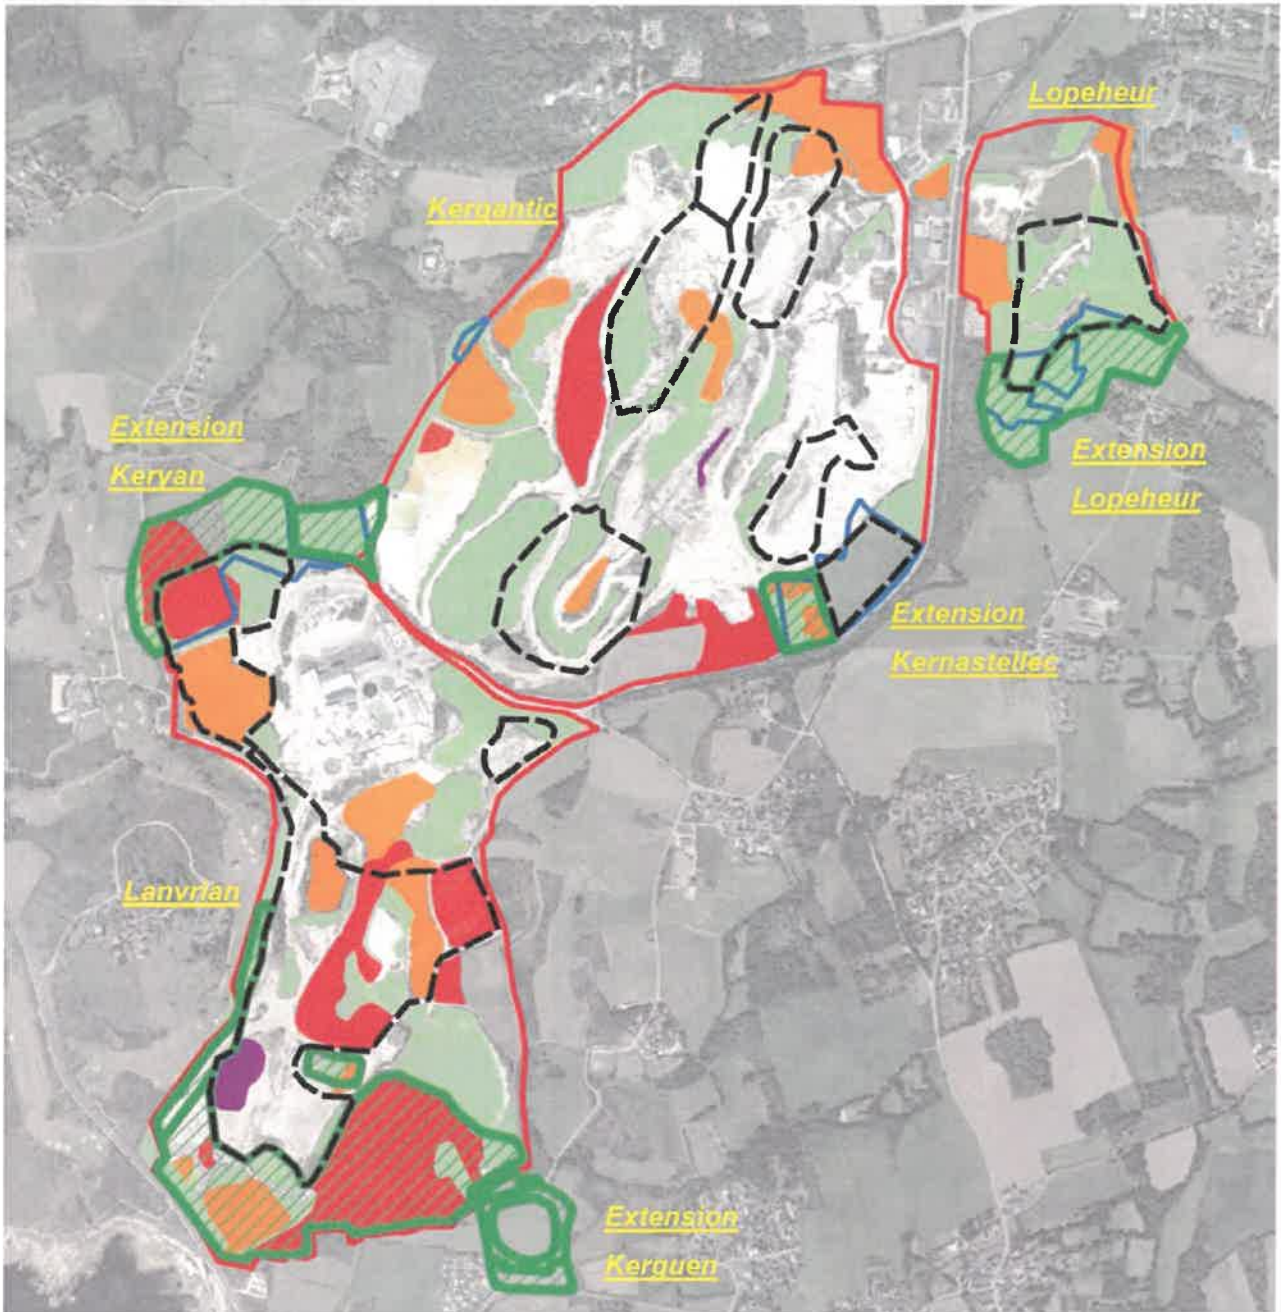 Lopeheur
Kergantic
Extension
Keryan
Extension
Lopeheur
Extension
Kernastellec
Lanvrian
Extension
Kerguen